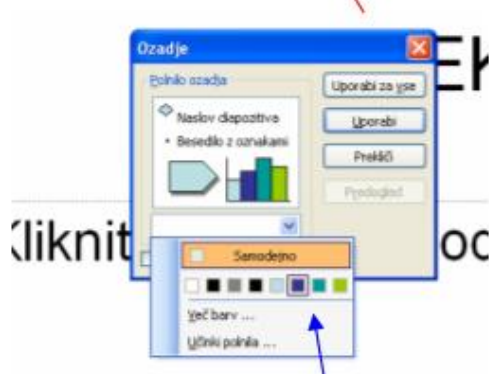 Ozadje
EK
Polnilo ozadja
Uporabi za vse
Naslov diapozitiva
Uporabi
• Besedilo z oznakami
Prekliči
Predogled
Kliknit
od
Samodejno
Več barv ...
Učinki polnila ...